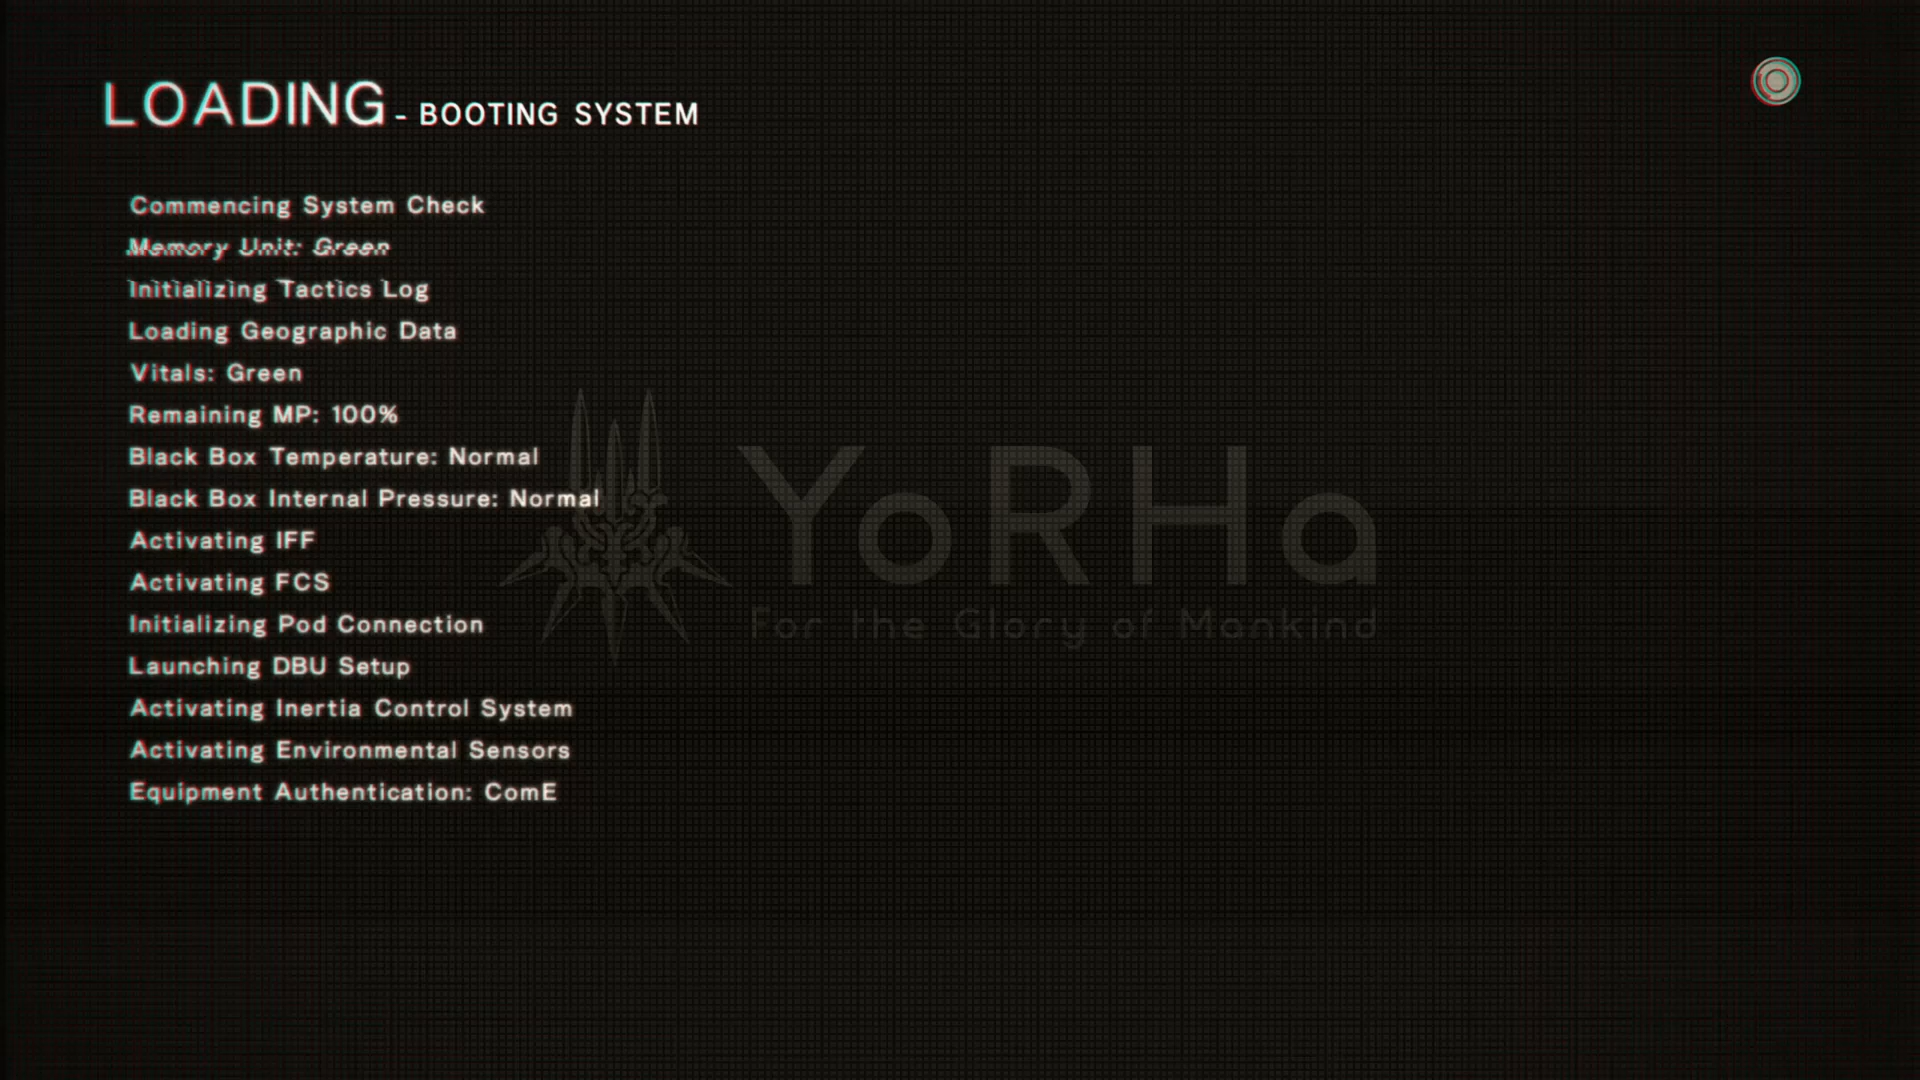 LOADING - BOOTING SYSTEM
Commencing System Check
Memory Unit: Green
Initializing Tactics Log
Loading Geographic Data
Vitals: Green
Remaining MP: 100%
Black Box Temperature: Normal
Black Box Internal Pressure: Normal
Activating IFF
Activating FCS
Initializing Pod Connection
Launching DBU Setup
Activating Inertia Control System
Activating Environmental Sensors
Equipment Authentication: ComE
YoRHa
For the Glory of Mankind